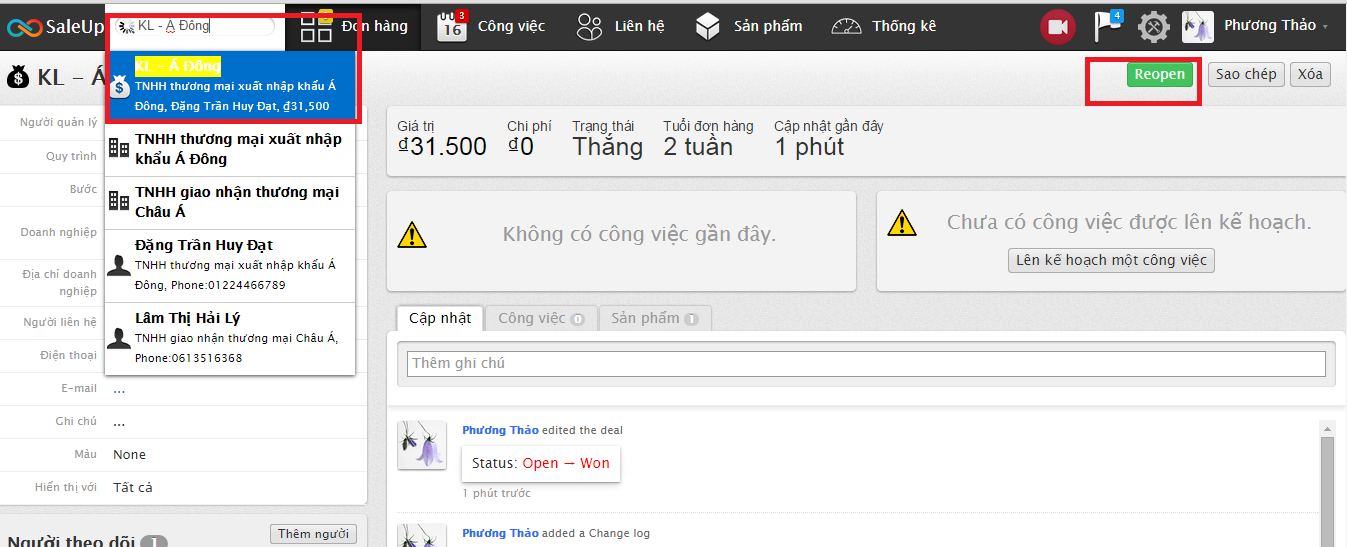 SaleUp
KL - Á Đông
Đơn hàng
3
16
Công việc
Liên hệ
Sản phẩm
Thống kê
4
Phương Thảo
KL – Á
Reopen
Sao chép
Xóa
KL – Á Đông
TNHH thương mại xuất nhập khẩu Á
Đông, Đặng Trần Huy Đạt, ₫31,500
TNHH thương mại xuất nhập
khẩu Á Đông
TNHH giao nhận thương mại
Châu Á
Đặng Trần Huy Đạt
TNHH thương mại xuất nhập khẩu Á
Đông, Phone:01224466789
Lâm Thị Hải Lý
TNHH giao nhận thương mại Châu Á,
Phone:0613516368
Người quản lý
Quy trình
Bước
Doanh nghiệp
Địa chỉ doanh
nghiệp
Người liên hệ
Điện thoại
E-mail ...
Ghi chú ...
Màu None
Hiển thị với Tất cả
Người theo dõi 1
Thêm người
Giá trị
₫31.500
Chi phí
₫0
Trạng thái
Thắng
Tuổi đơn hàng
2 tuần
Cập nhật gần đây
1 phút
Không có công việc gần đây.
Chưa có công việc được lên kế hoạch.
Lên kế hoạch một công việc
Cập nhật
Công việc 0
Sản phẩm 1
Thêm ghi chú
Phương Thảo edited the deal
Status: Open → Won
1 phút trước
Phương Thảo added a Change log